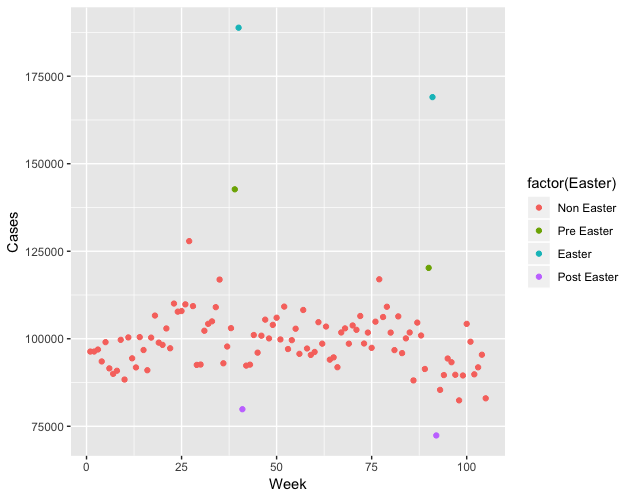 175000
150000
125000
100000
75000
Cases
0
25
50
75
100
Week
factor(Easter)
Non Easter
Pre Easter
Easter
Post Easter